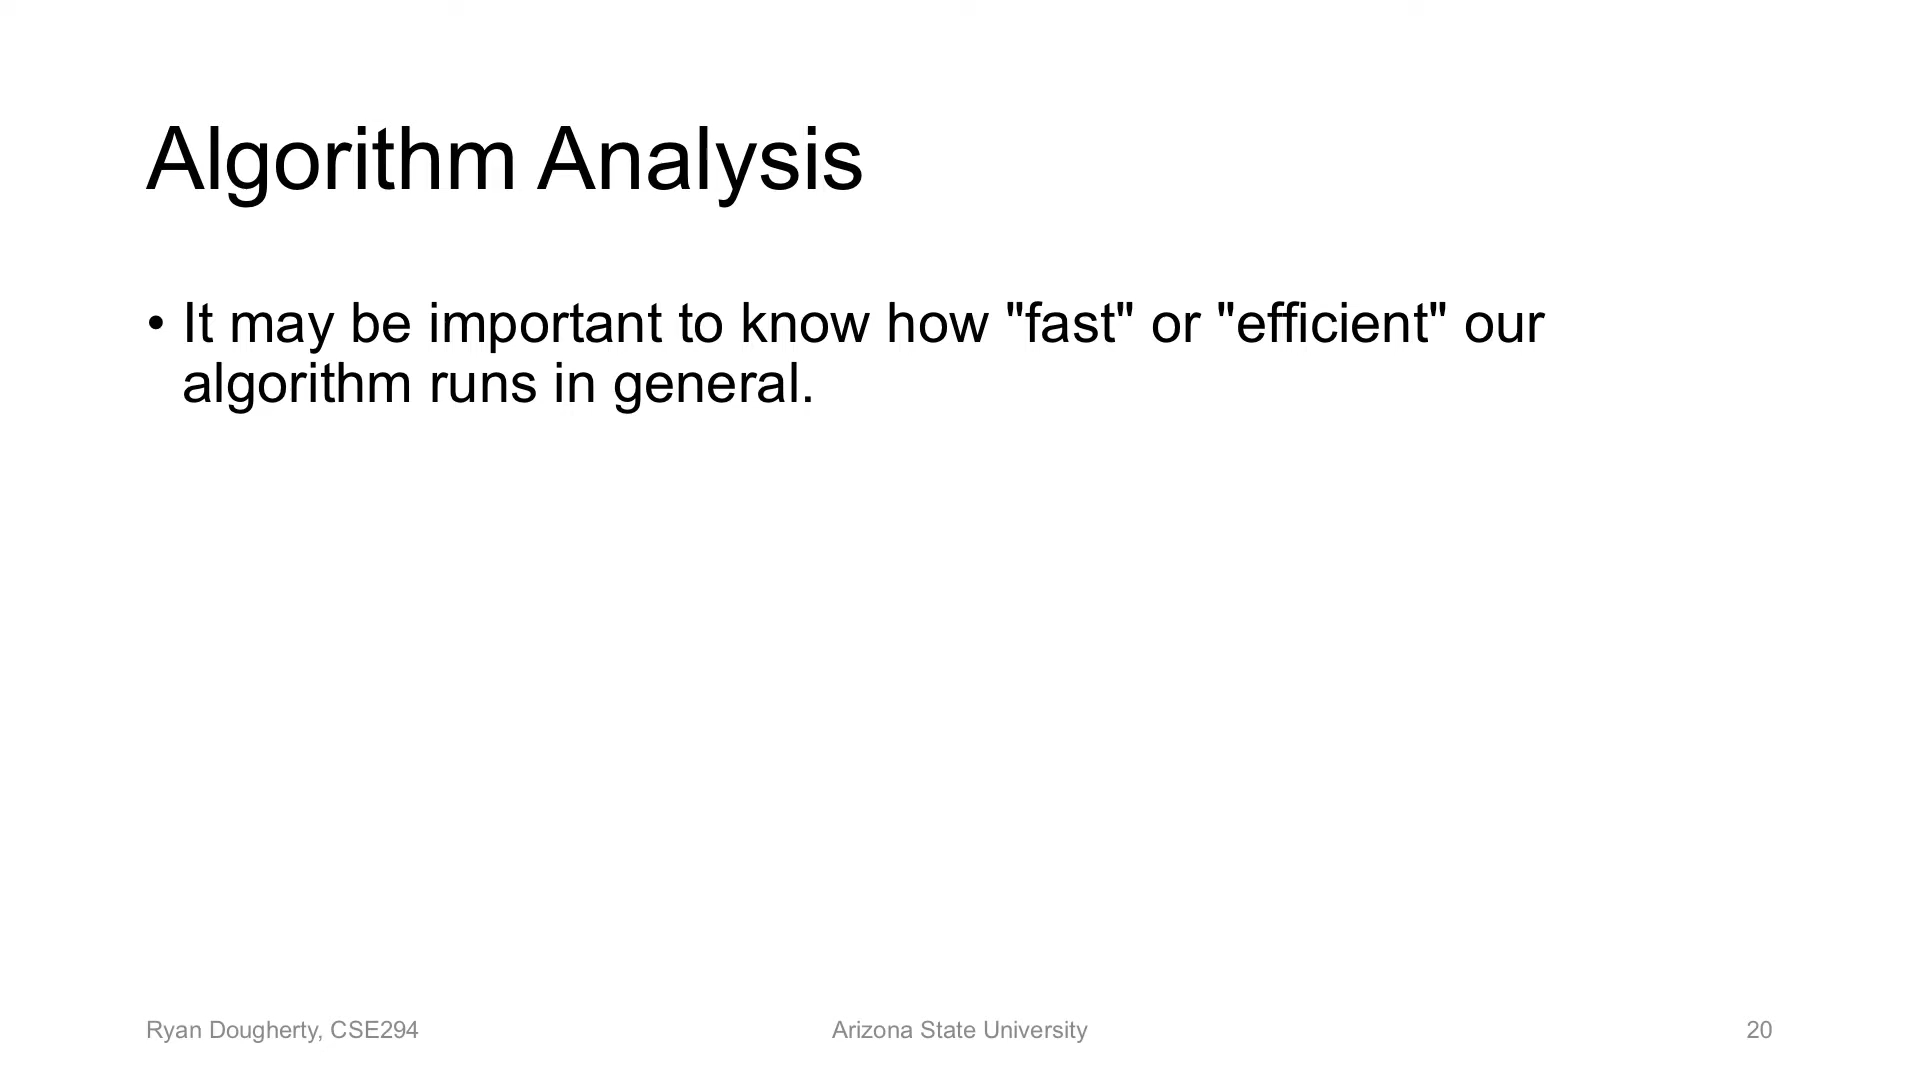 Algorithm Analysis
• It may be important to know how "fast" or "efficient" our
algorithm runs in general.
Ryan Dougherty, CSE294
Arizona State University
20